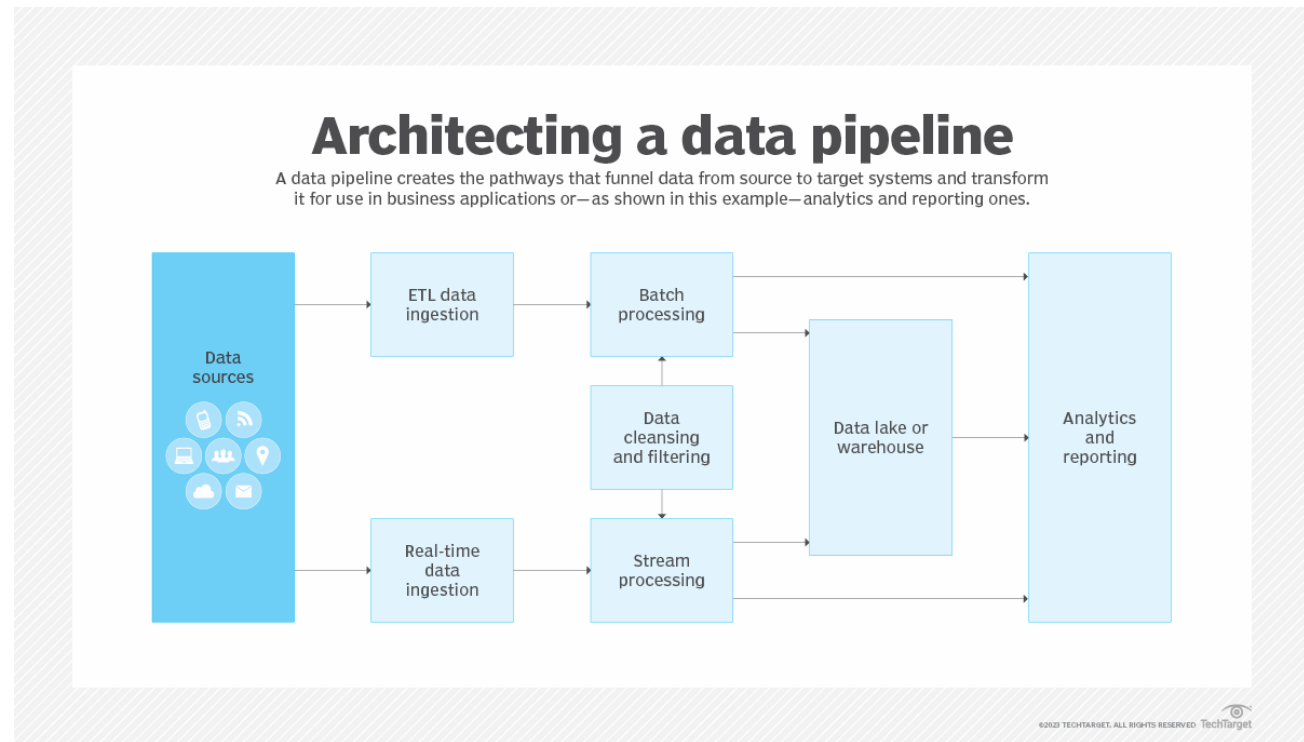 Architecting a data pipeline
A data pipeline creates the pathways that funnel data from source to target systems and transform
it for use in business applications or—as shown in this example—analytics and reporting ones.
Data
sources
ETL data
ingestion
Batch
processing
Data
cleansing
and filtering
Real-time
data
ingestion
Stream
processing
Data lake or
warehouse
Analytics
and
reporting
©2023 TECHTARGET. ALL RIGHTS RESERVED TechTarget